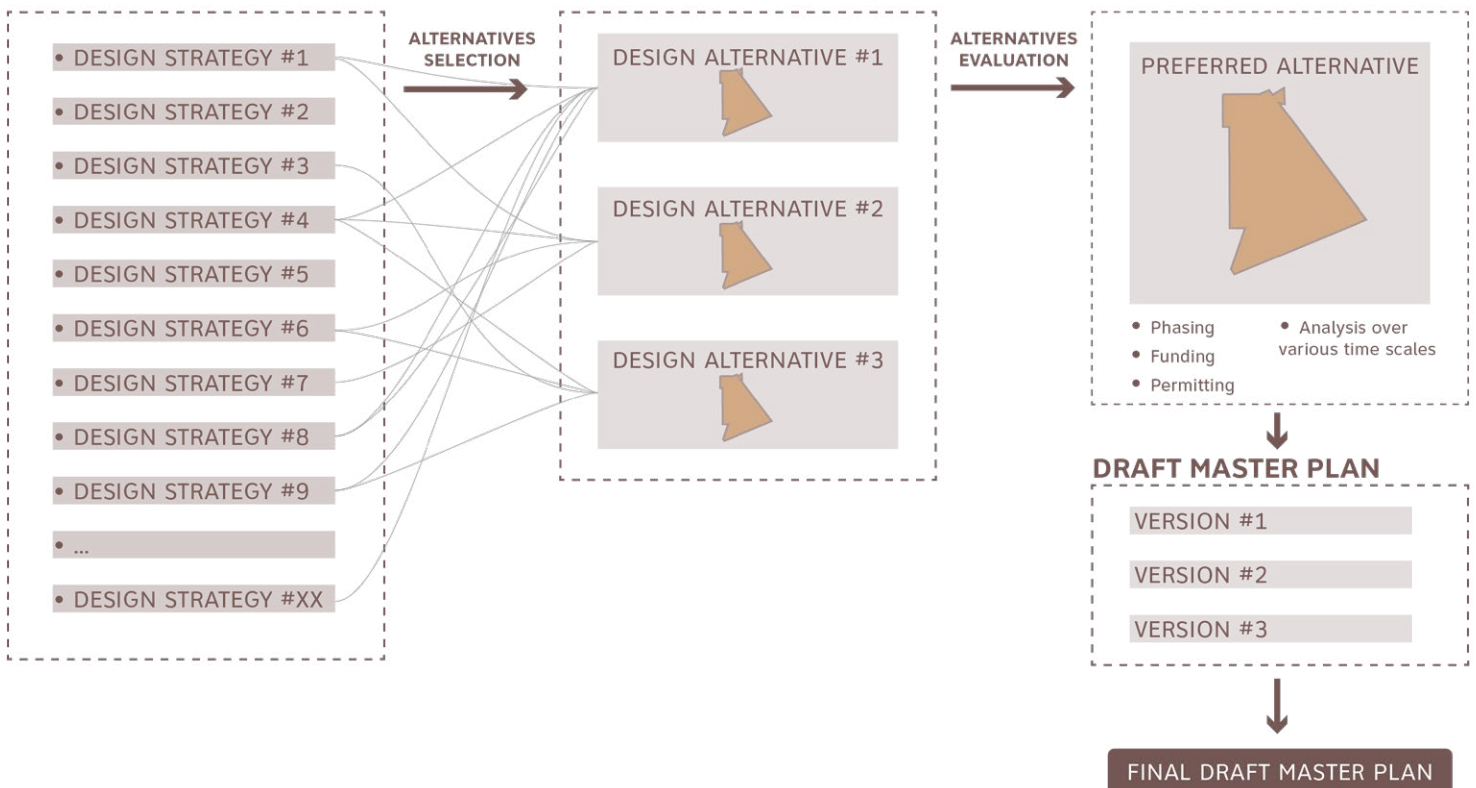 • DESIGN STRATEGY #1
• DESIGN STRATEGY #2
• DESIGN STRATEGY #3
• DESIGN STRATEGY #4
• DESIGN STRATEGY #5
• DESIGN STRATEGY #6
• DESIGN STRATEGY #7
• DESIGN STRATEGY #8
• DESIGN STRATEGY #9
• ...
• DESIGN STRATEGY #XX
ALTERNATIVES
SELECTION
DESIGN ALTERNATIVE #1
DESIGN ALTERNATIVE #2
DESIGN ALTERNATIVE #3
ALTERNATIVES
EVALUATION
PREFERRED ALTERNATIVE
• Phasing
• Funding
• Permitting
• Analysis over
various time scales
DRAFT MASTER PLAN
VERSION #1
VERSION #2
VERSION #3
FINAL DRAFT MASTER PLAN